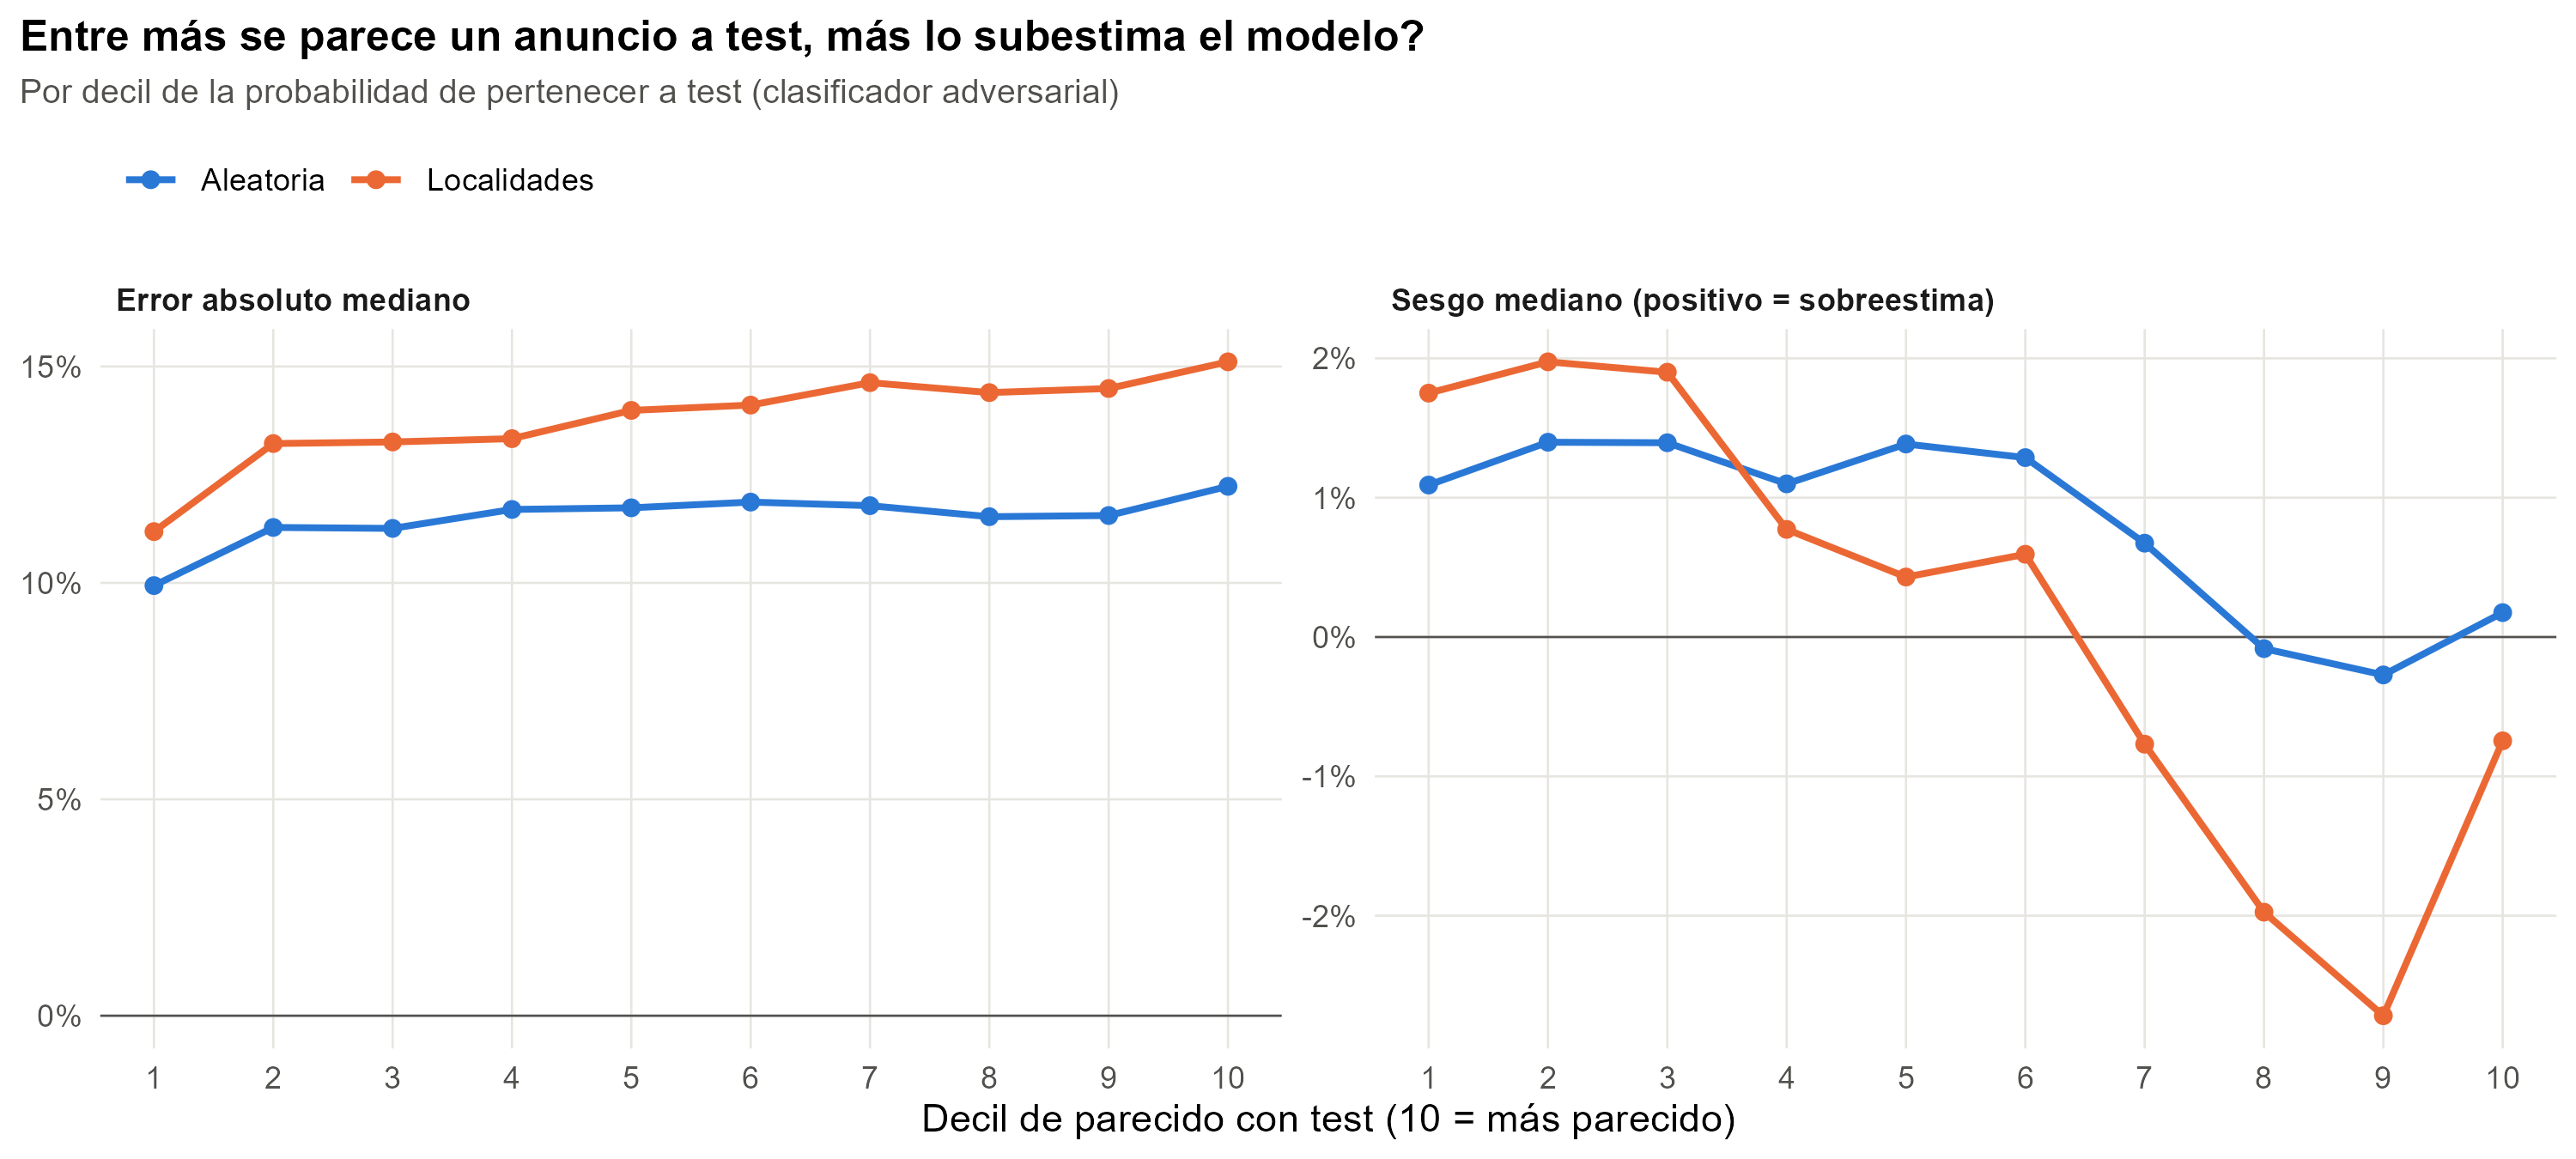 Entre más se parece un anuncio a test, más lo subestima el modelo?
Por decil de la probabilidad de pertenecer a test (clasificador adversarial)
Aleatoria
Localidades
Error absoluto mediano
15%
10%
5%
0%
1 2 3 4 5 6 7 8 9 10
Sesgo mediano (positivo = sobreestima)
2%
1%
0%
-1%
-2%
1 2 3 4 5 6 7 8 9 10
Decil de parecido con test (10 = más parecido)